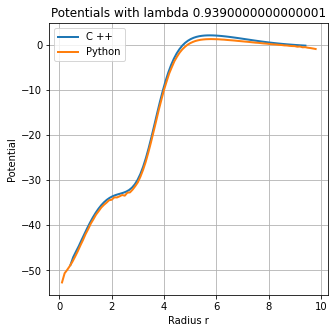 Potentials with lambda 0.9390000000000001
C ++
Python
0
−10
−20
−30
−40
−50
Potential
0 2 4 6 8 10
Radius r